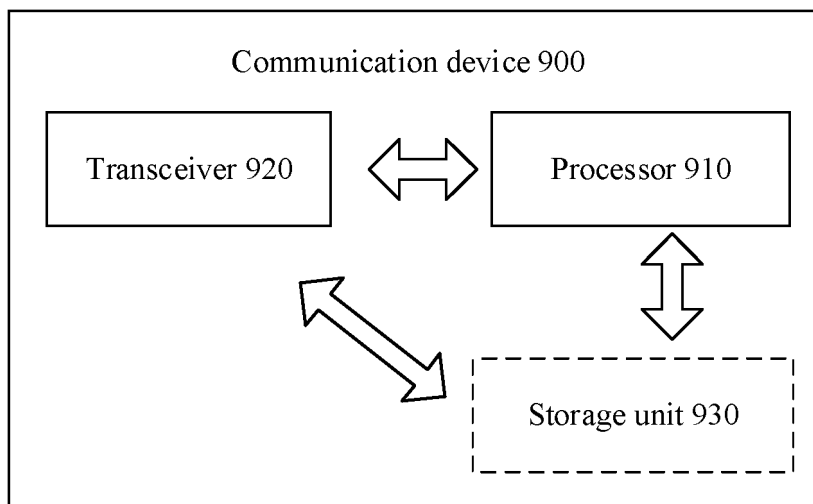 Communication device 900
Transceiver 920
Processor 910
Storage unit 930